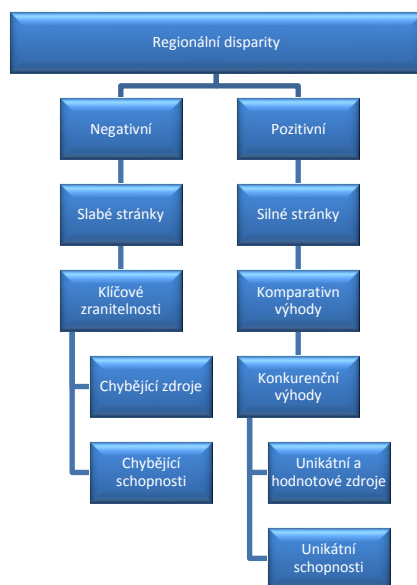 Regionální disparity
Negativní
Pozitivní
Slabé stránky
Silné stránky
Klíčové
zranitelnosti
Komparativn
výhody
Chybějící zdroje
Konkurenční
výhody
Chybějící
schopnosti
Unikátní a
hodnotové zdroje
Unikátní
schopnosti